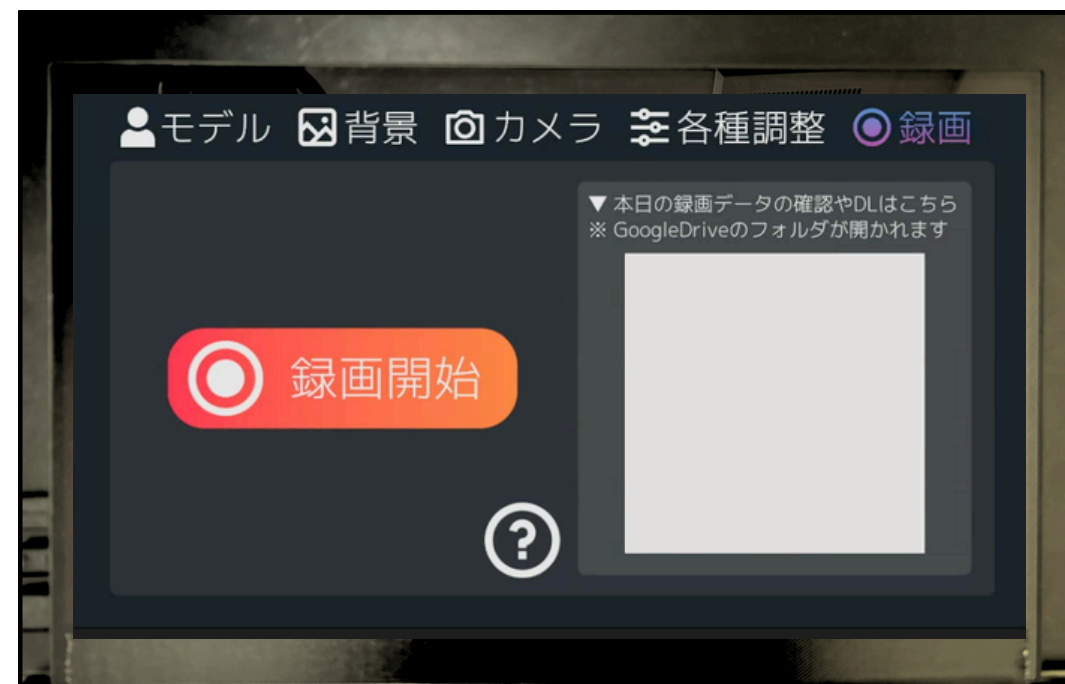 モデル 背景 カメラ 各種調整 録画
▼ 本日の録画データの確認やDLはこちら
※ GoogleDriveのフォルダが開かれます
録画開始
?